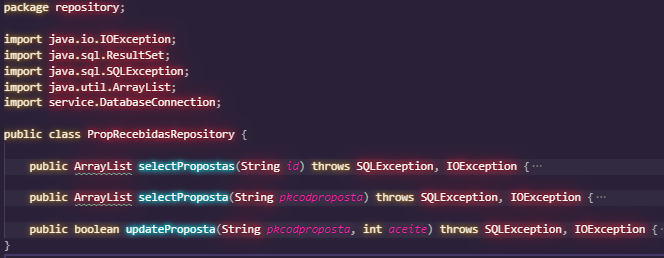 package repository;
import java.io.IOException;
import java.sql.ResultSet;
import java.sql.SQLException;
import java.util.ArrayList;
import service.DatabaseConnection;
public class PropRecebidasRepository {
public ArrayList selectPropostas(String id) throws SQLException, IOException {···
public ArrayList selectProposta(String pkcodproposta) throws SQLException, IOException {···
public boolean updateProposta(String pkcodproposta, int aceite) throws SQLException, IOException {··
}